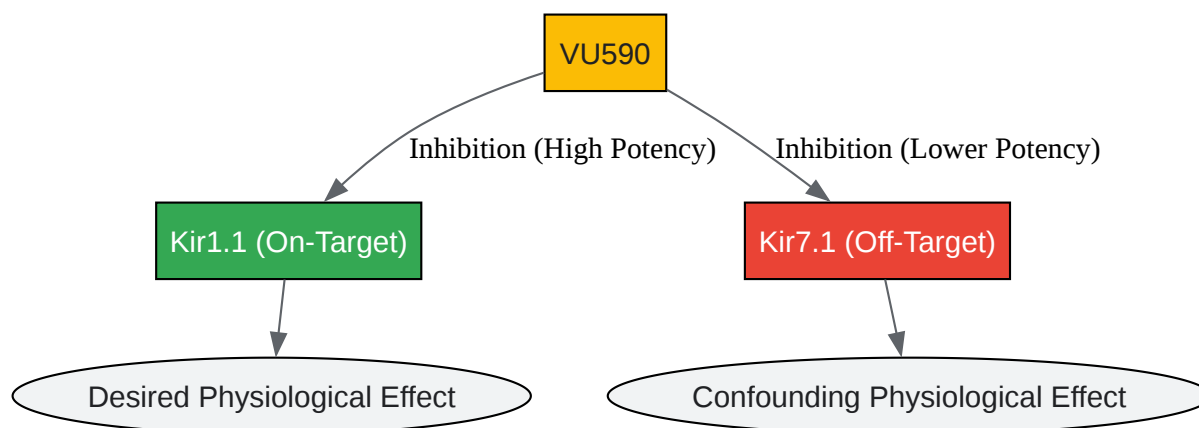 VU590
Inhibition (High Potency)
Inhibition (Lower Potency)
Kir1.1 (On-Target)
Kir7.1 (Off-Target)
Desired Physiological Effect
Confounding Physiological Effect